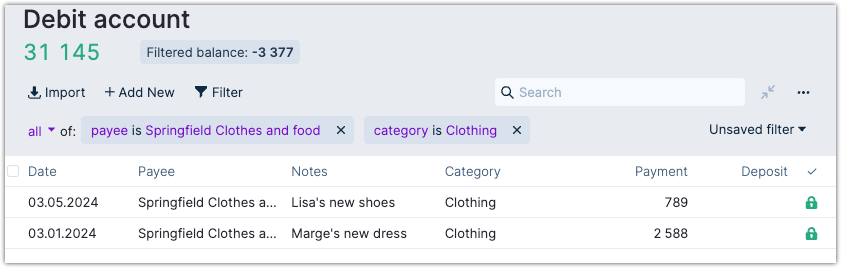 Debit account
31 145 Filtered balance: -3 377
Import + Add New Filter Search ...
all of: payee is Springfield Clothes and food × category is Clothing × Unsaved filter
Date Payee Notes Category Payment Deposit ✓
03.05.2024 Springfield Clothes a... Lisa's new shoes Clothing 789
03.01.2024 Springfield Clothes a... Marge's new dress Clothing 2 588